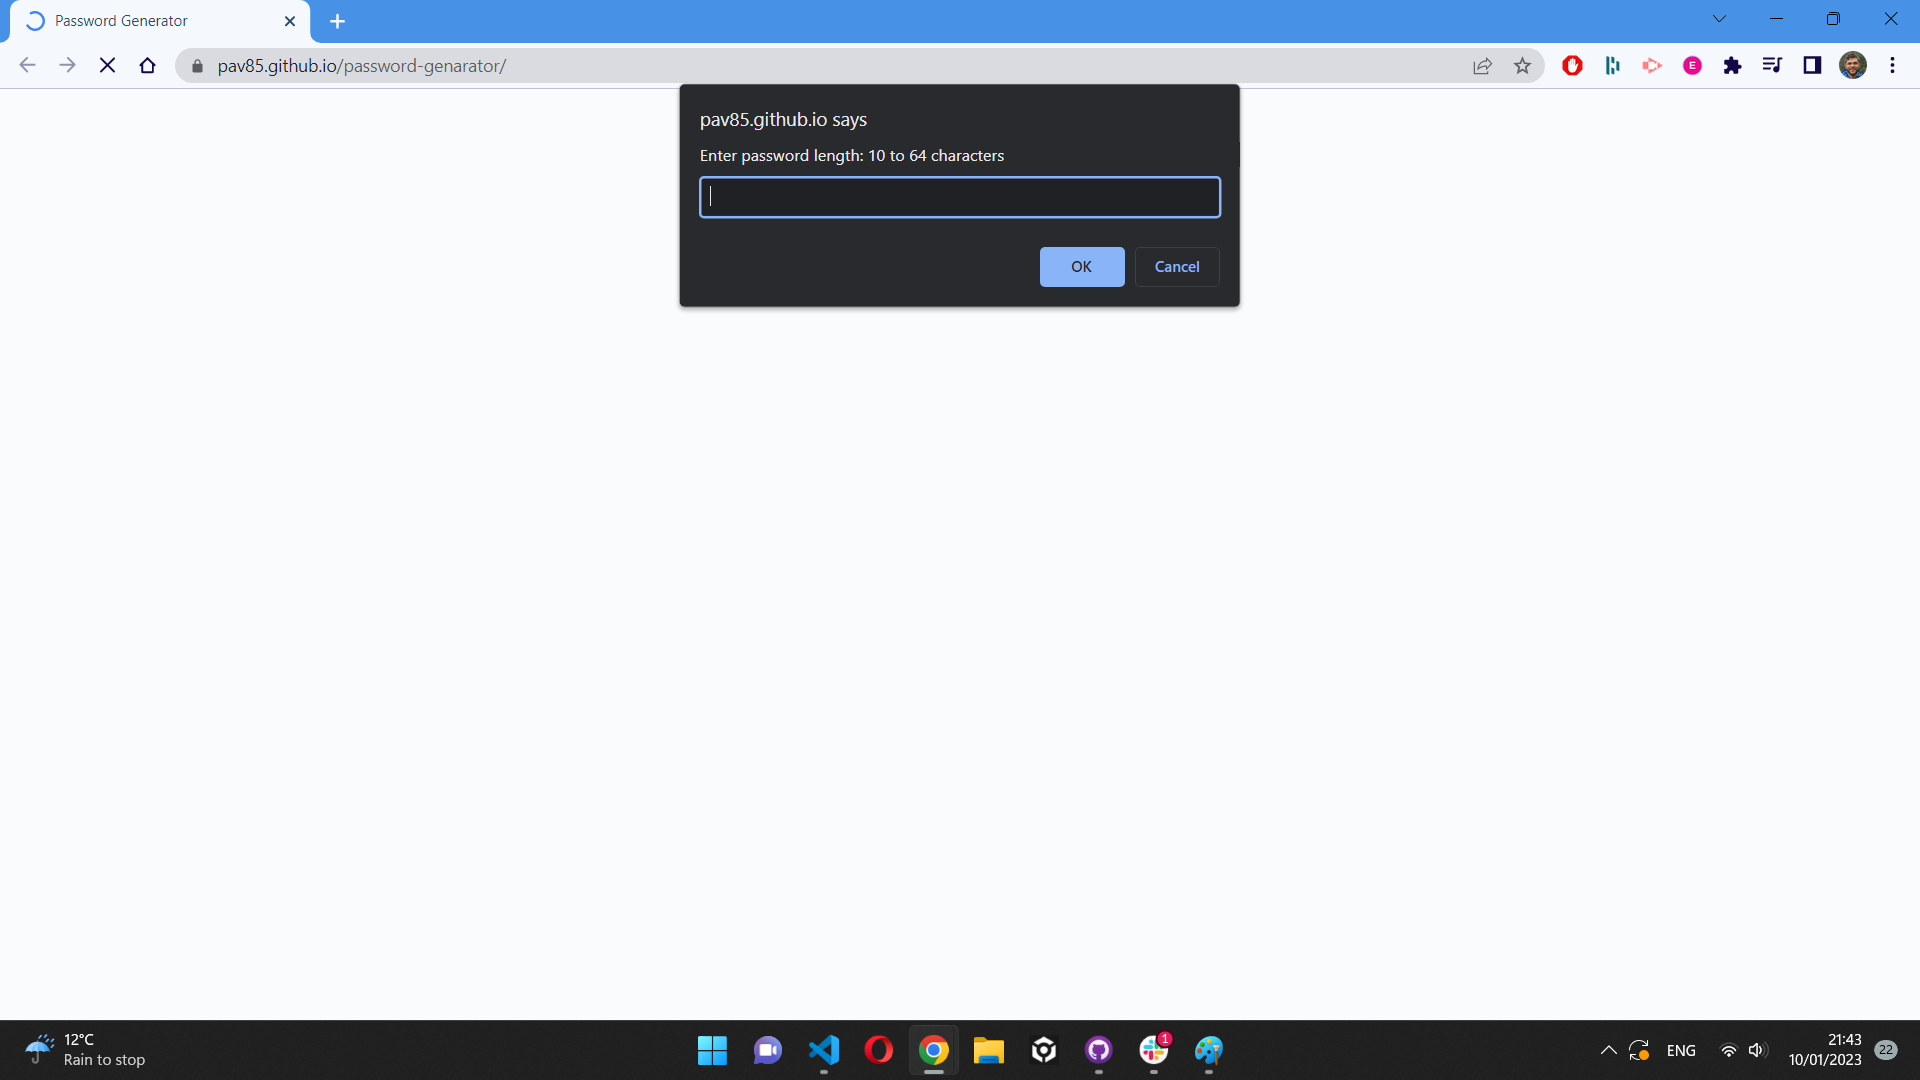 Password Generator
pav85.github.io/password-genarator/
E
pav85.github.io says
Enter password length: 10 to 64 characters
OK
Cancel
12°C
Rain to stop
1
ENG
21:43
10/01/2023
22